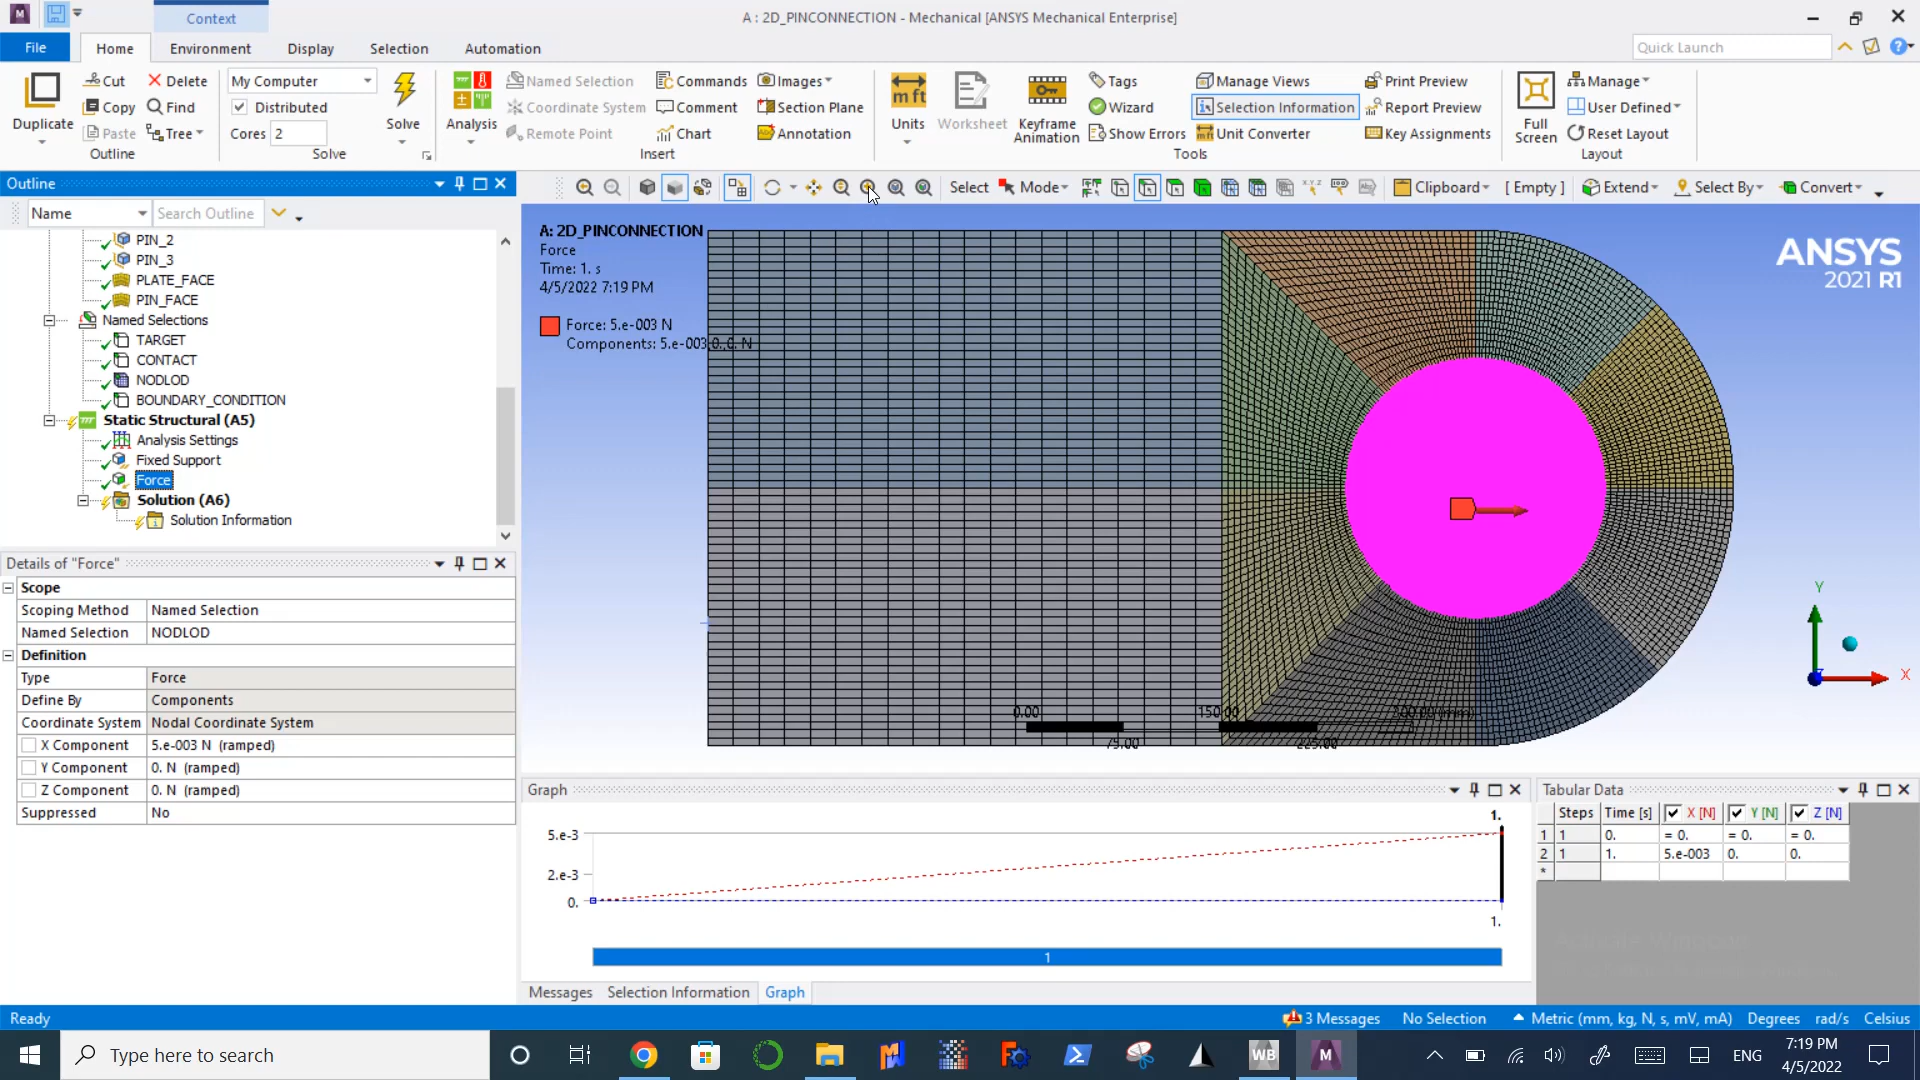 Context
A : 2D_PINCONNECTION - Mechanical [ANSYS Mechanical Enterprise]
File Home Environment Display Selection Automation
Quick Launch
Duplicate
Cut
Copy
Paste
Delete
Find
Tree
Outline
My Computer
Distributed
Cores 2
Solve
Solve
Analysis
Named Selection
Coordinate System
Remote Point
Commands
Comment
Chart
Images
Section Plane
Annotation
Insert
Units
Worksheet
Keyframe
Animation
Tags
Wizard
Show Errors
Manage Views
Selection Information
Unit Converter
Print Preview
Report Preview
Key Assignments
Tools
Full
Screen
Manage
User Defined
Reset Layout
Layout
Outline
Name
Search Outline
Select Mode Clipboard [ Empty ] Extend Select By Convert
PIN_2
PIN_3
PLATE_FACE
PIN_FACE
Named Selections
TARGET
CONTACT
NODLOD
BOUNDARY_CONDITION
Static Structural (A5)
Analysis Settings
Fixed Support
Force
Solution (A6)
Solution Information
Details of "Force"
Scope
Scoping Method Named Selection
Named Selection NODLOD
Definition
Type Force
Define By Components
Coordinate System Nodal Coordinate System
X Component 5.e-003 N (ramped)
Y Component 0. N (ramped)
Z Component 0. N (ramped)
Suppressed No
A: 2D_PINCONNECTION
Force
Time: 1. s
4/5/2022 7:19 PM
Force: 5.e-003 N
Components: 5.e-003,0.,0. N
ANSYS
2021 R1
Y
X
0.00 150.00 300.00 (mm)
75.00 225.00
Graph
1.
5.e-3
2.e-3
0.
1.
1
Messages Selection Information Graph
Tabular Data
Steps Time [s] X [N] Y [N] Z [N]
1 1 0. = 0. = 0. = 0.
2 1 1. 5.e-003 0. 0.
*
Ready 3 Messages No Selection Metric (mm, kg, N, s, mV, mA) Degrees rad/s Celsius
Type here to search
WB
M
ENG
7:19 PM
4/5/2022